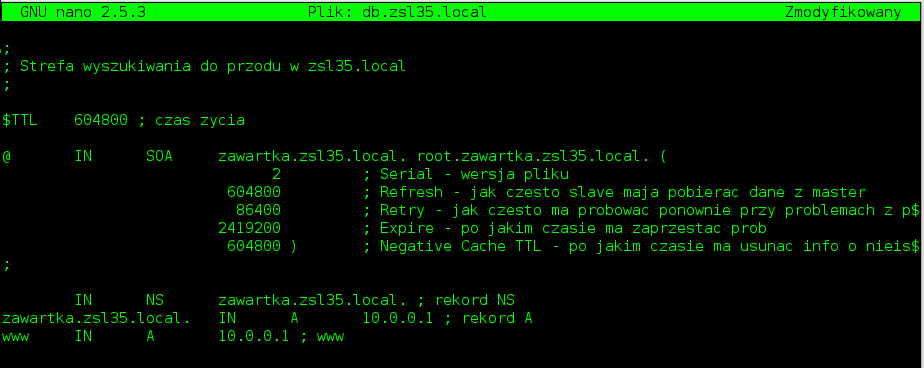 GNU nano 2.5.3 Plik: db.zsl35.local Zmodyfikowany
;
; Strefa wyszukiwania do przodu w zsl35.local
;
$TTL 604800 ; czas zycia
@ IN SOA zawartka.zsl35.local. root.zawartka.zsl35.local. (
2 ; Serial - wersja pliku
604800 ; Refresh - jak czesto slave maja pobierac dane z master
86400 ; Retry - jak czesto ma probowac ponownie przy problemach z p$
2419200 ; Expire - po jakim czasie ma zaprzestac prob
604800 ) ; Negative Cache TTL - po jakim czasie ma usunac info o nieis$
;
IN NS zawartka.zsl35.local. ; rekord NS
zawartka.zsl35.local. IN A 10.0.0.1 ; rekord A
www IN A 10.0.0.1 ; www